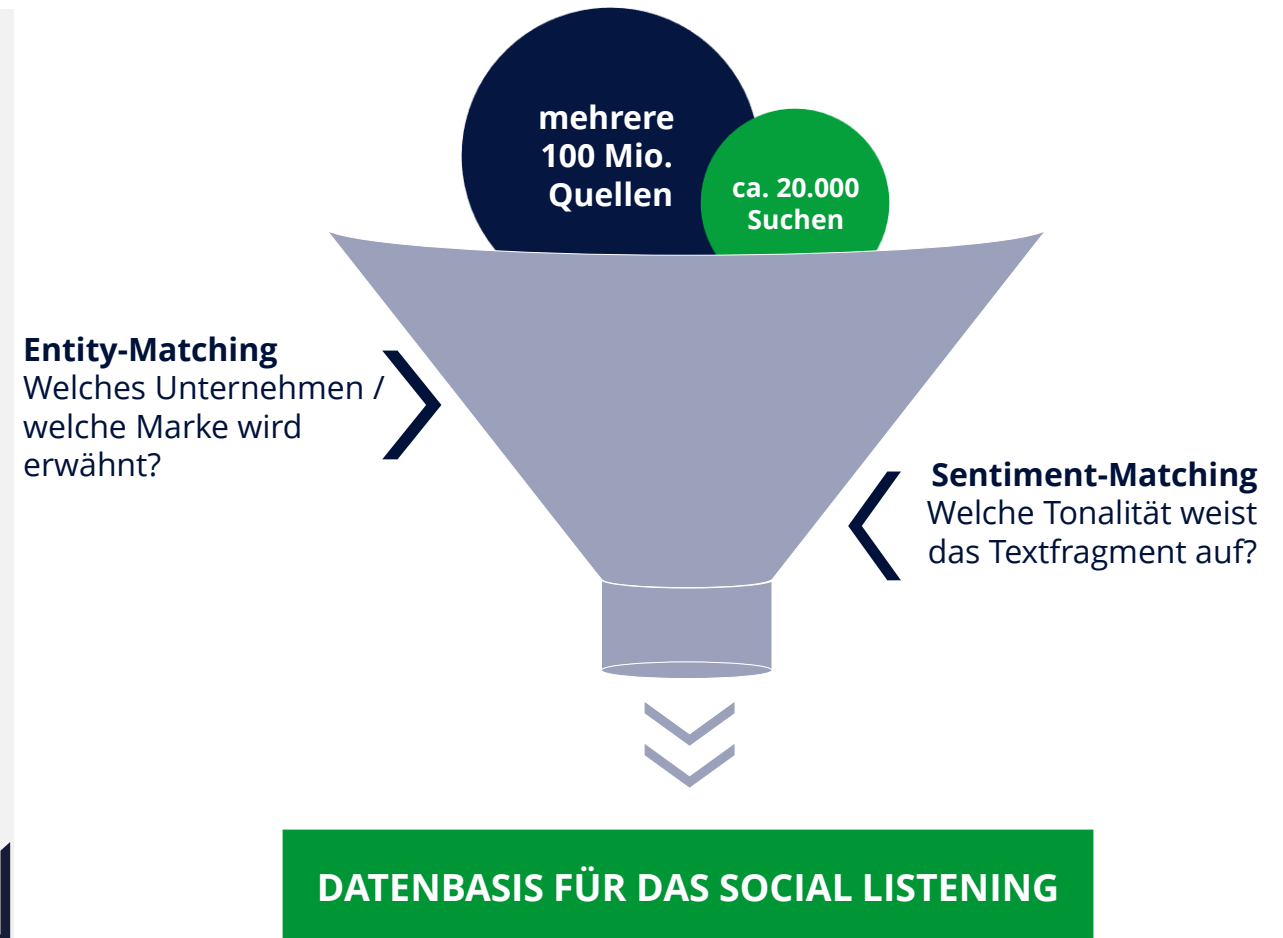 mehrere
100 Mio.
Quellen
ca. 20.000
Suchen
Entity-Matching
Welches Unternehmen /
welche Marke wird
erwähnt?
Sentiment-Matching
Welche Tonalität weist
das Textfragment auf?
DATENBASIS FÜR DAS SOCIAL LISTENING